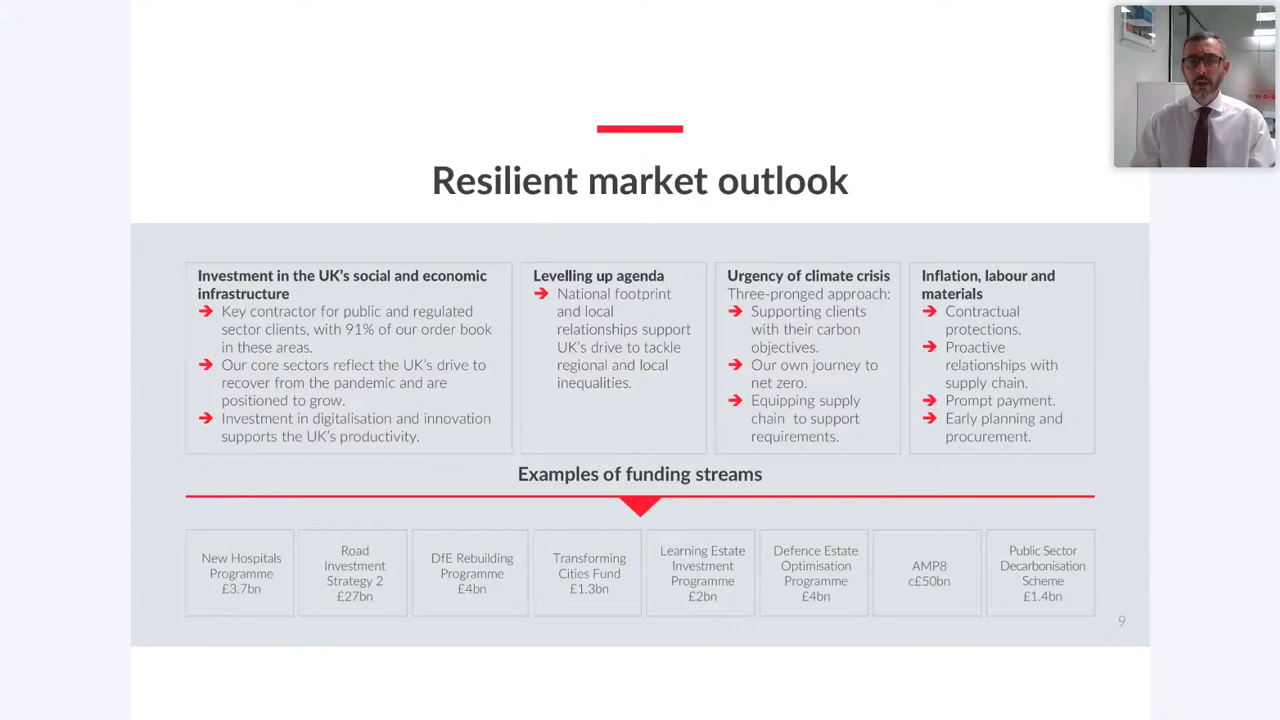 Resilient market outlook
Investment in the UK's social and economic
infrastructure
Key contractor for public and regulated
sector clients, with 91% of our order book
in these areas.
Our core sectors reflect the UK's drive to
recover from the pandemic and are
positioned to grow.
Investment in digitalisation and innovation
supports the UK's productivity.
Levelling up agenda
National footprint
and local
relationships support
UK's drive to tackle
regional and local
inequalities.
Urgency of climate crisis
Three-pronged approach:
Supporting clients
with their carbon
objectives.
Our own journey to
net zero.
Equipping supply
chain to support
requirements.
Inflation, labour and
materials
Contractual
protections.
Proactive
relationships with
supply chain.
Prompt payment.
Early planning and
procurement.
Examples of funding streams
New Hospitals
Programme
£3.7bn
Road
Investment
Strategy 2
£27bn
DfE Rebuilding
Programme
£4bn
Transforming
Cities Fund
£1.3bn
Learning Estate
Investment
Programme
£2bn
Defence Estate
Optimisation
Programme
£4bn
AMP8
c£50bn
Public Sector
Decarbonisation
Scheme
£1.4bn
9